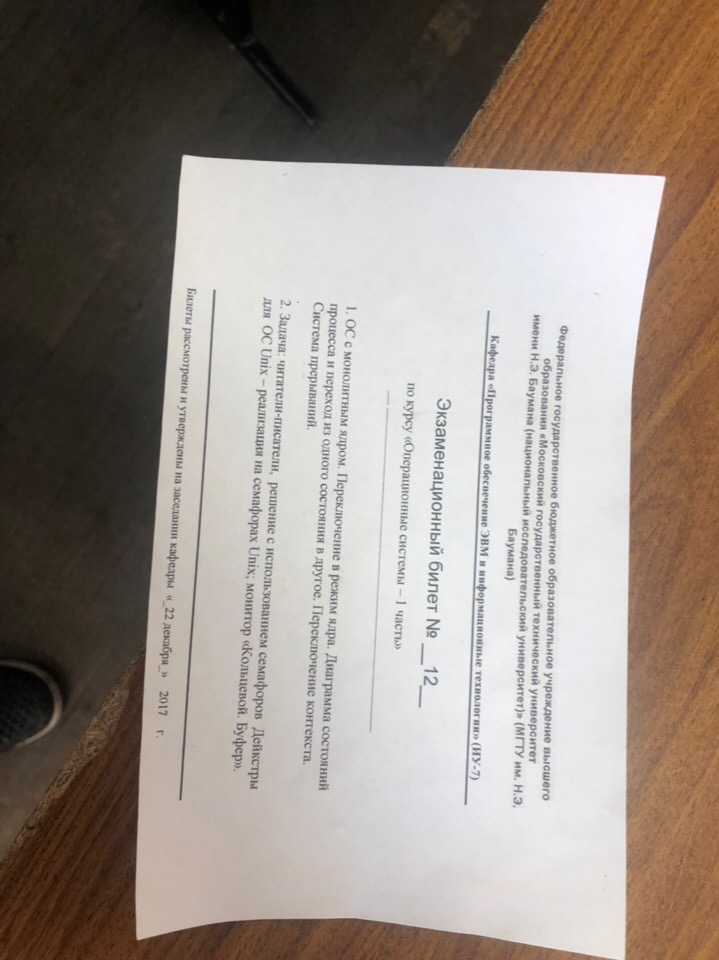 Федеральное государственное бюджетное образовательное учреждение высшего
образования «Московский государственный технический университет
имени Н.Э. Баумана (национальный исследовательский университет)» (МГТУ им. Н.Э.
Баумана)
Кафедра «Программное обеспечение ЭВМ и информационные технологии» (ИУ-7)
Экзаменационный билет № __12__
по курсу «Операционные системы – 1 часть»
1. ОС с монолитным ядром. Переключение в режим ядра. Диаграмма состояний
процесса и переход из одного состояния в другое. Переключение контекста.
Система прерываний.
2. Задача: читатели-писатели, решение с использованием семафоров Дейкстры
для ОС Unix – реализация на семафорах Unix; монитор «Кольцевой. Буфер».
Билеты рассмотрены и утверждены на заседании кафедры «_22 декабря_» 2017 г.